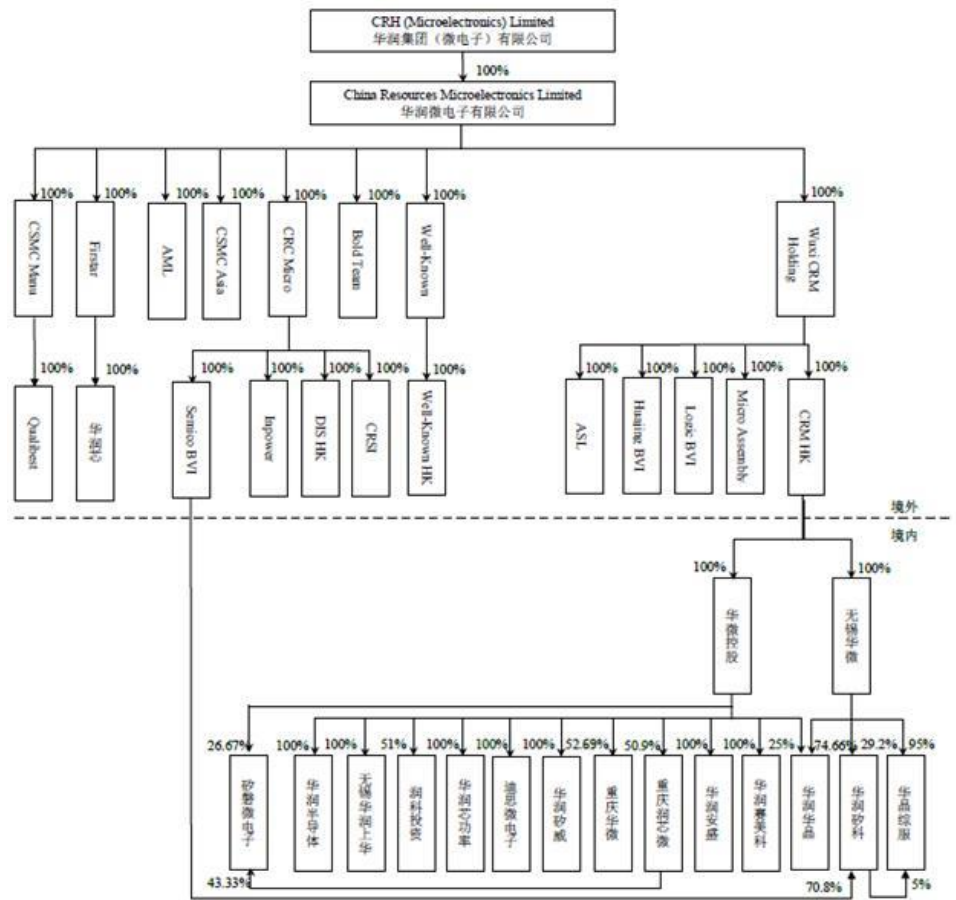 CRH (Microelectronics) Limited
华润集团（微电子）有限公司
100%
China Resources Microelectronics Limited
华润微电子有限公司
100% 100% 100% 100% 100% 100% 100% 100%
CSMC Manu
Firstar
AML
CSMC Asia
CRC Micro
Bold Team
Well-Known
Wuxi CRM
Holding
100% 100% 100% 100% 100% 100% 100% 100% 100% 100% 100% 100%
Qualibest
华润芯
Semico BVI
Inpower
DIS HK
CRSI
Well-Known HK
ASL
Huajing BVI
Logic BVI
Micro Assembly
CRM HK
境外
境内
100% 100%
华微控股
无锡华微
26.67% 100% 100% 51% 100% 100% 100% 52.69% 50.9% 100% 100% 25% 74.66% 29.2% 95%
矽磐微电子
华润半导体
无锡华润上华
润科投资
华润芯功率
迪思微电子
华润矽威
重庆华微
重庆润芯微
华润安盛
华润赛美科
华润华晶
华润矽科
华晶综服
43.33% 70.8% 5%